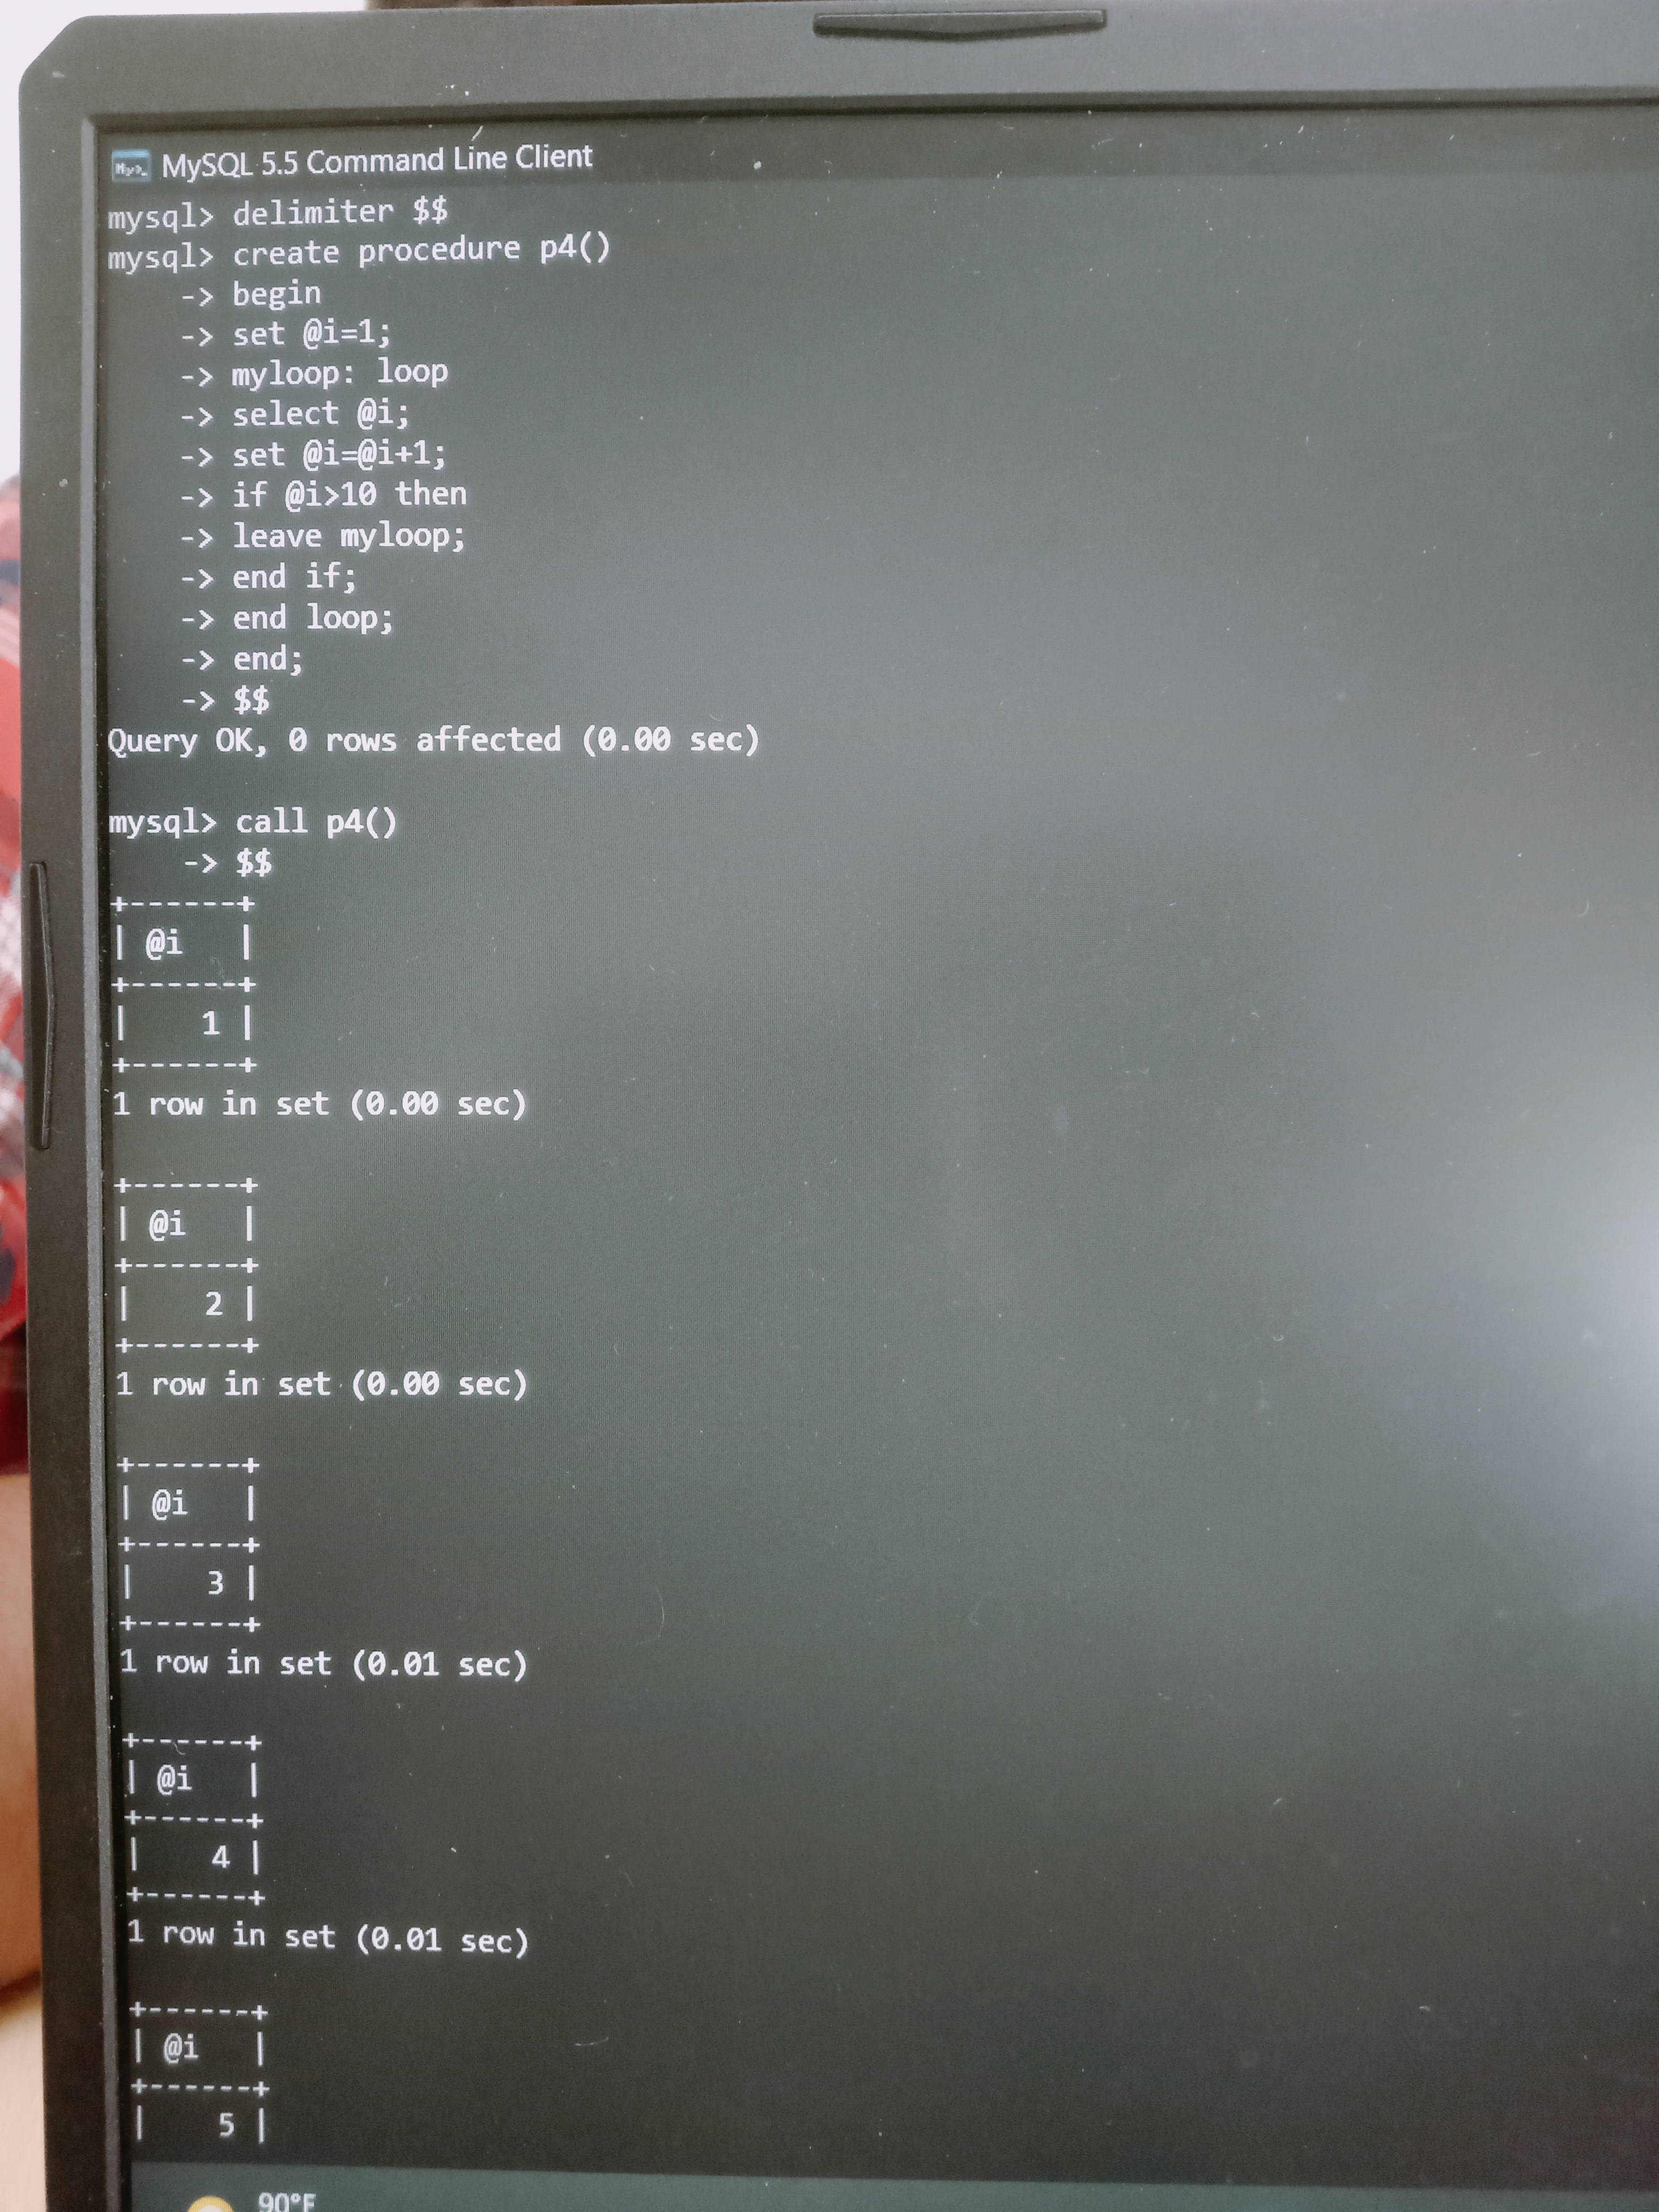 MySQL 5.5 Command Line Client
mysql> delimiter $$
mysql> create procedure p4()
    -> begin
    -> set @i=1;
    -> myloop: loop
    -> select @i;
    -> set @i=@i+1;
    -> if @i>10 then
    -> leave myloop;
    -> end if;
    -> end loop;
    -> end;
    -> $$
Query OK, 0 rows affected (0.00 sec)
mysql> call p4()
    -> $$
+------+
| @i   |
+------+
|    1 |
+------+
1 row in set (0.00 sec)
+------+
| @i   |
+------+
|    2 |
+------+
1 row in set (0.00 sec)
+------+
| @i   |
+------+
|    3 |
+------+
1 row in set (0.01 sec)
+------+
| @i   |
+------+
|    4 |
+------+
1 row in set (0.01 sec)
+------+
| @i   |
+------+
|    5 |
90°F